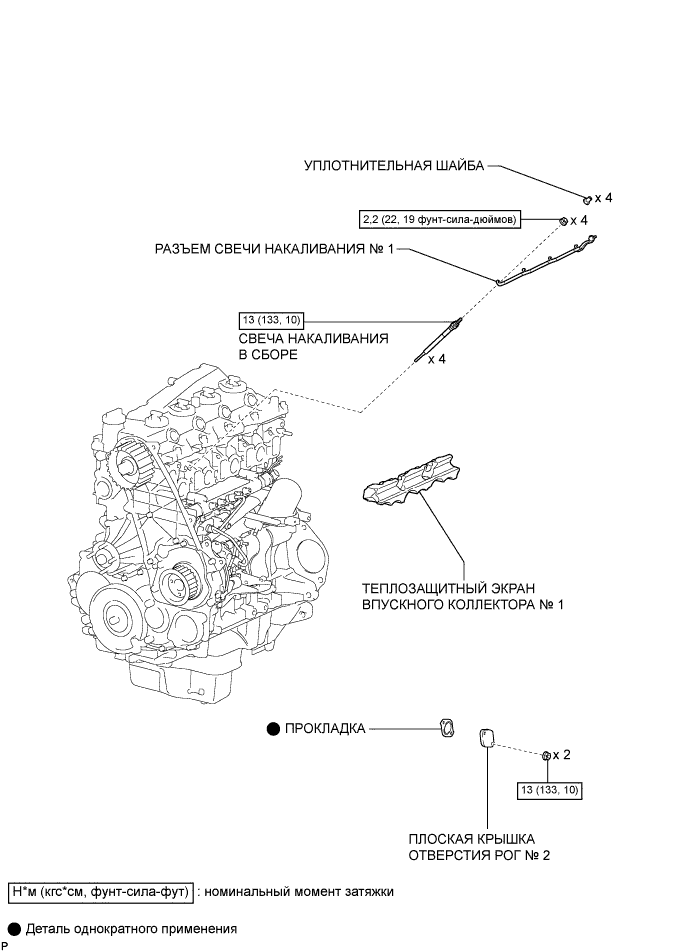 УПЛОТНИТЕЛЬНАЯ ШАЙБА
x 4
2,2 (22, 19 фунт-сила-дюймов)
x 4
РАЗЪЕМ СВЕЧИ НАКАЛИВАНИЯ № 1
13 (133, 10)
СВЕЧА НАКАЛИВАНИЯ
В СБОРЕ
x 4
ТЕПЛОЗАЩИТНЫЙ ЭКРАН
ВПУСКНОГО КОЛЛЕКТОРА № 1
ПРОКЛАДКА
x 2
13 (133, 10)
ПЛОСКАЯ КРЫШКА
ОТВЕРСТИЯ РОГ № 2
Н*м (кгс*см, фунт-сила-фут) : номинальный момент затяжки
Деталь однократного применения
P